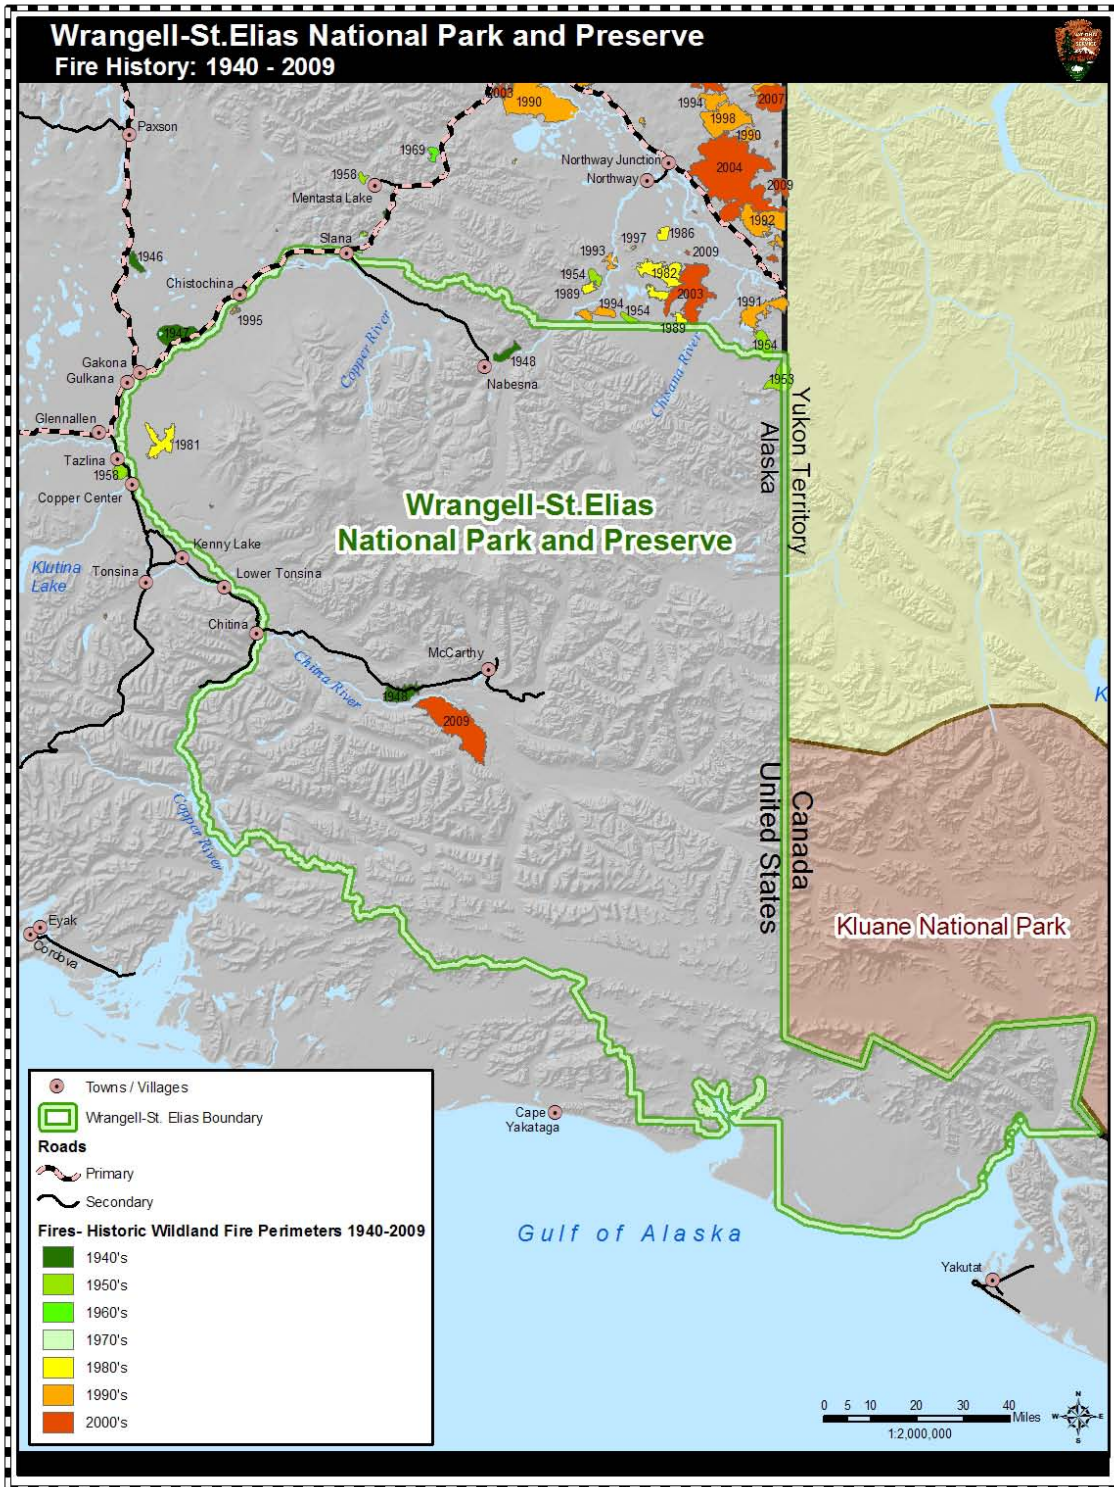 Wrangell-St.Elias National Park and Preserve
Fire History: 1940 - 2009
NATIONAL
PARK
SERVICE
2003
1990
1994
2007
1998
1990
Paxson
1969
Northway Junction
2004
1958
Northway
2009
Mentasta Lake
1992
1986
Slana
1997
1946
1993
2009
1954
1982
Chistochina
1989
2003
1994
1991
1995
1954
1947
1989
1954
Copper River
Chisana River
Gakona
1948
Gulkana
Nabesna
1953
Glennallen
1981
Yukon Territory
Alaska
Tazlina
1958
Copper Center
Wrangell-St.Elias
National Park and Preserve
Kenny Lake
Klutina
Lake
Tonsina
Lower Tonsina
Chitina
McCarthy
Chitna River
K
1948
2009
Canada
United States
Copper River
Kluane National Park
Eyak
Cordova
Towns / Villages
Wrangell-St. Elias Boundary
Roads
Primary
Secondary
Fires- Historic Wildland Fire Perimeters 1940-2009
1940's
1950's
1960's
1970's
1980's
1990's
2000's
Cape
Yakataga
Gulf of Alaska
Yakutat
0 5 10 20 30 40
Miles
1:2,000,000
N
W E
S